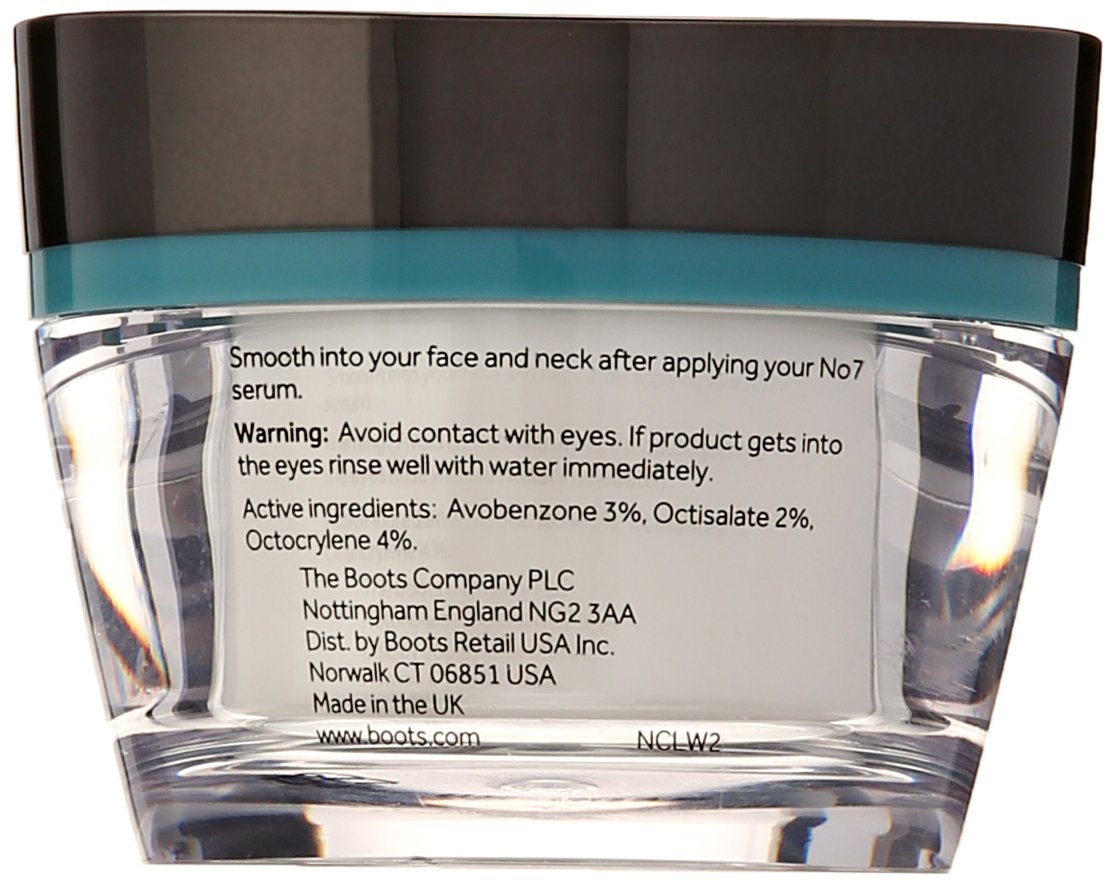 Smooth into your face and neck after applying your No7
serum.
Warning: Avoid contact with eyes. If product gets into
the eyes rinse well with water immediately.
Active ingredients: Avobenzone 3%, Octisalate 2%,
Octocrylene 4%.
The Boots Company PLC
Nottingham England NG2 3AA
Dist. by Boots Retail USA Inc.
Norwalk CT 06851 USA
Made in the UK
www.boots.com NCLW2